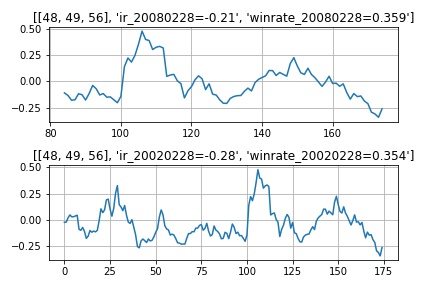 [[48, 49, 56], 'ir_20080228=-0.21', 'winrate_20080228=0.359']
0.50
0.25
0.00
−0.25
80 100 120 140 160
[[48, 49, 56], 'ir_20020228=-0.28', 'winrate_20020228=0.354']
0.50
0.25
0.00
−0.25
0 25 50 75 100 125 150 175